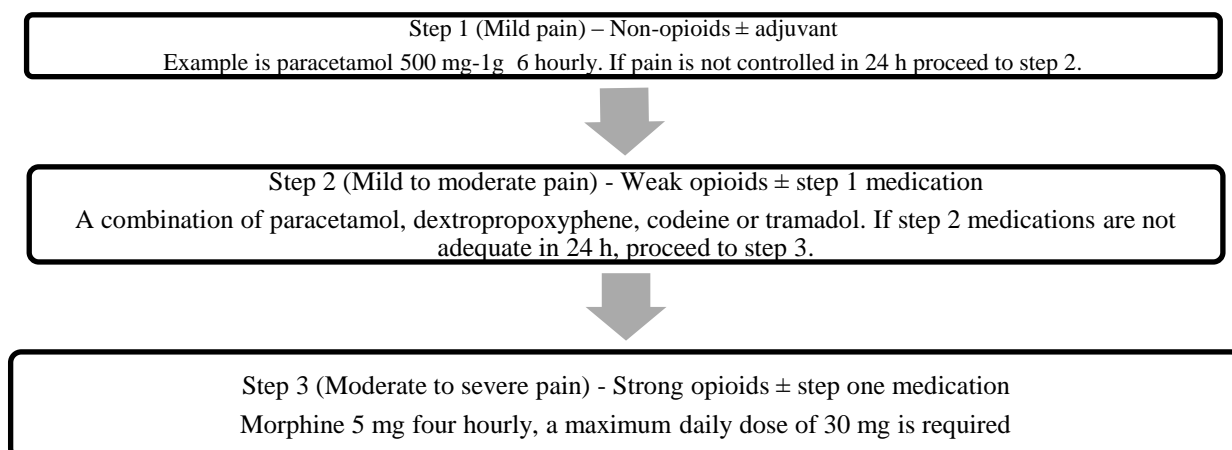 Step 1 (Mild pain) – Non-opioids ± adjuvant
Example is paracetamol 500 mg-1g  6 hourly. If pain is not controlled in 24 h proceed to step 2.
Step 2 (Mild to moderate pain) - Weak opioids ± step 1 medication
A combination of paracetamol, dextropropoxyphene, codeine or tramadol. If step 2 medications are not
adequate in 24 h, proceed to step 3.
Step 3 (Moderate to severe pain) - Strong opioids ± step one medication
Morphine 5 mg four hourly, a maximum daily dose of 30 mg is required